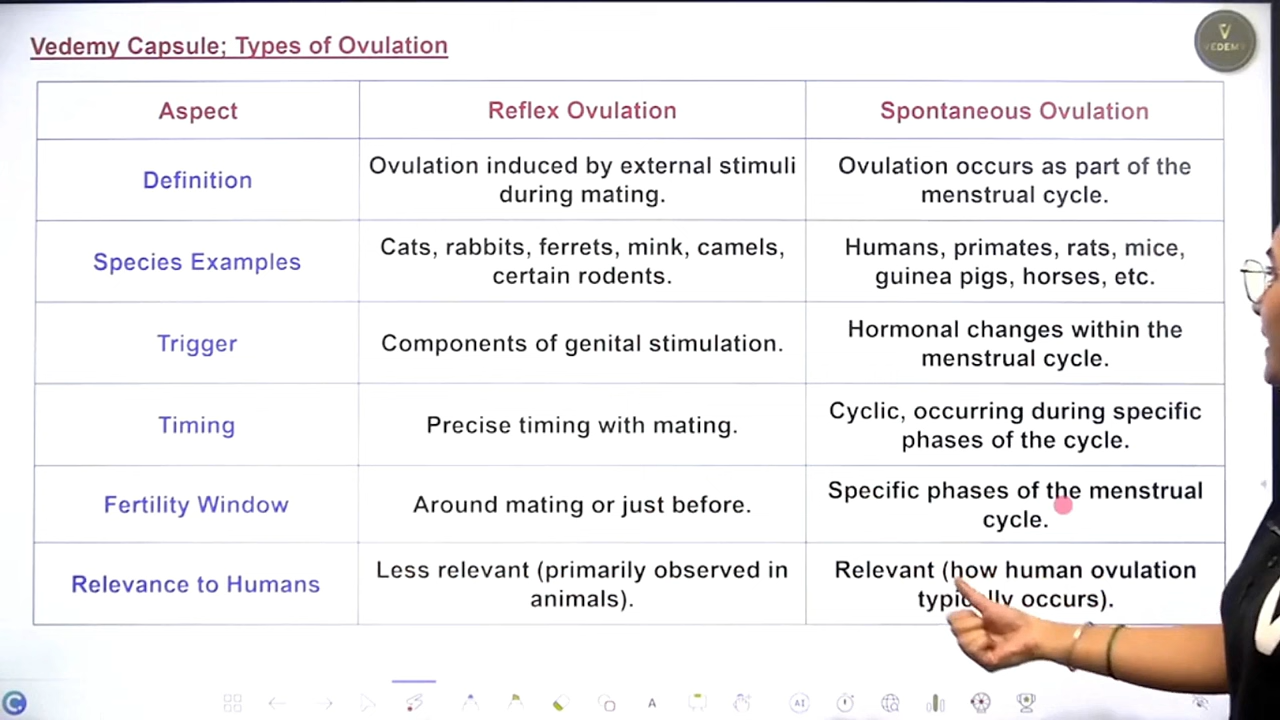 Vedemy Capsule; Types of Ovulation
V
VEDEMY
Aspect
Reflex Ovulation
Spontaneous Ovulation
Definition
Ovulation induced by external stimuli
during mating.
Ovulation occurs as part of the
menstrual cycle.
Species Examples
Cats, rabbits, ferrets, mink, camels,
certain rodents.
Humans, primates, rats, mice,
guinea pigs, horses, etc.
Trigger
Components of genital stimulation.
Hormonal changes within the
menstrual cycle.
Timing
Precise timing with mating.
Cyclic, occurring during specific
phases of the cycle.
Fertility Window
Around mating or just before.
Specific phases of the menstrual
cycle.
Relevance to Humans
Less relevant (primarily observed in
animals).
Relevant (how human ovulation
typically occurs).
A
AI